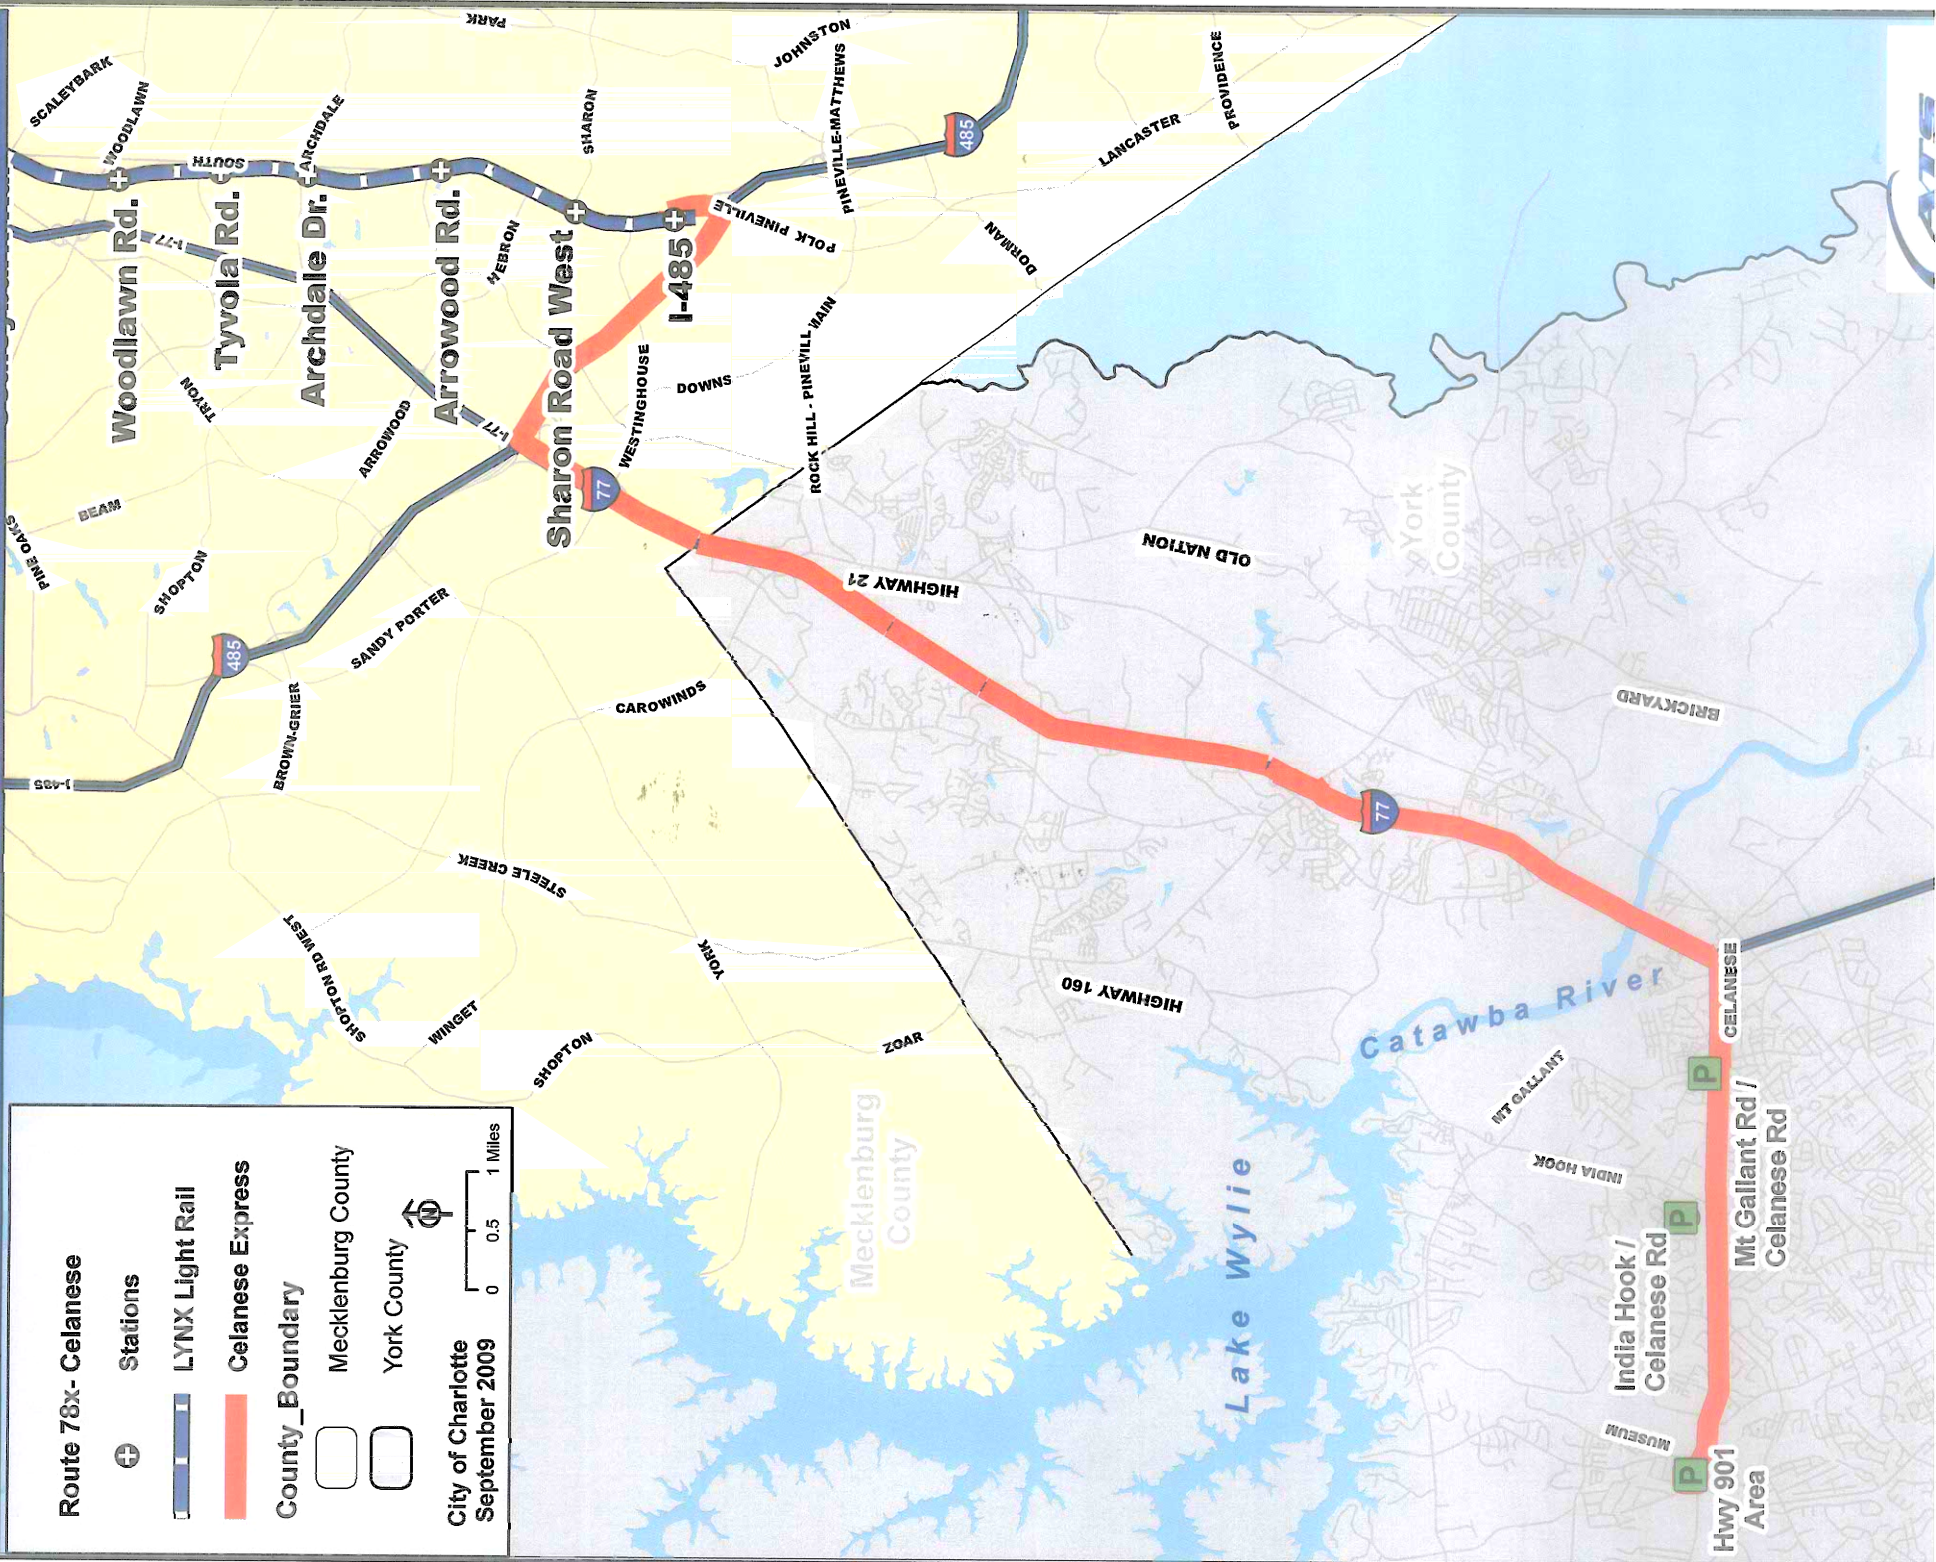 Route 78x- Celanese
Stations
LYNX Light Rail
Celanese Express
County_Boundary
Mecklenburg County
York County
N
0 0.5 1 Miles
City of Charlotte
September 2009
SCALEYBARK
WOODLAWN
SOUTH
ARCHDALE
PARK
SHARON
JOHNSTON
PINEVILLE-MATTHEWS
PROVIDENCE
LANCASTER
485
I-77
Woodlawn Rd.
Tyvola Rd.
Archdale Dr.
Arrowood Rd.
Sharon Road West
I-485
HEBRON
PINEVILLE
POLK PINEVILLE
DORMAN
TRYON
ARROWOOD
I-77
WESTINGHOUSE
DOWNS
ROCK HILL - PINEVILL
MAIN
77
PINE OAKS
BEAM
SHOPTON
485
SANDY PORTER
BROWN-GRIER
I-485
CAROWINDS
STEELE CREEK
YORK
SHOPTON RD WEST
WINGET
SHOPTON
ZOAR
Mecklenburg
County
HIGHWAY 21
OLD NATION
York
County
BRICKYARD
77
HIGHWAY 160
Catawba River
Lake Wylie
CELANESE
MT GALLANT
INDIA HOOK
P
Mt Gallant Rd /
Celanese Rd
P
India Hook /
Celanese Rd
MUSEUM
P
Hwy 901
Area